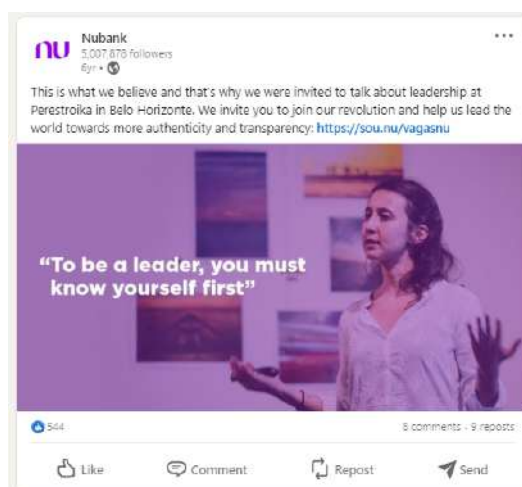 nu
Nubank
5,007,878 followers
6yr •
This is what we believe and that's why we were invited to talk about leadership at
Perestroika in Belo Horizonte. We invite you to join our revolution and help us lead the
world towards more authenticity and transparency: https://sou.nu/vagasnu
“To be a leader, you must
know yourself first”
544
8 comments · 9 reposts
Like
Comment
Repost
Send